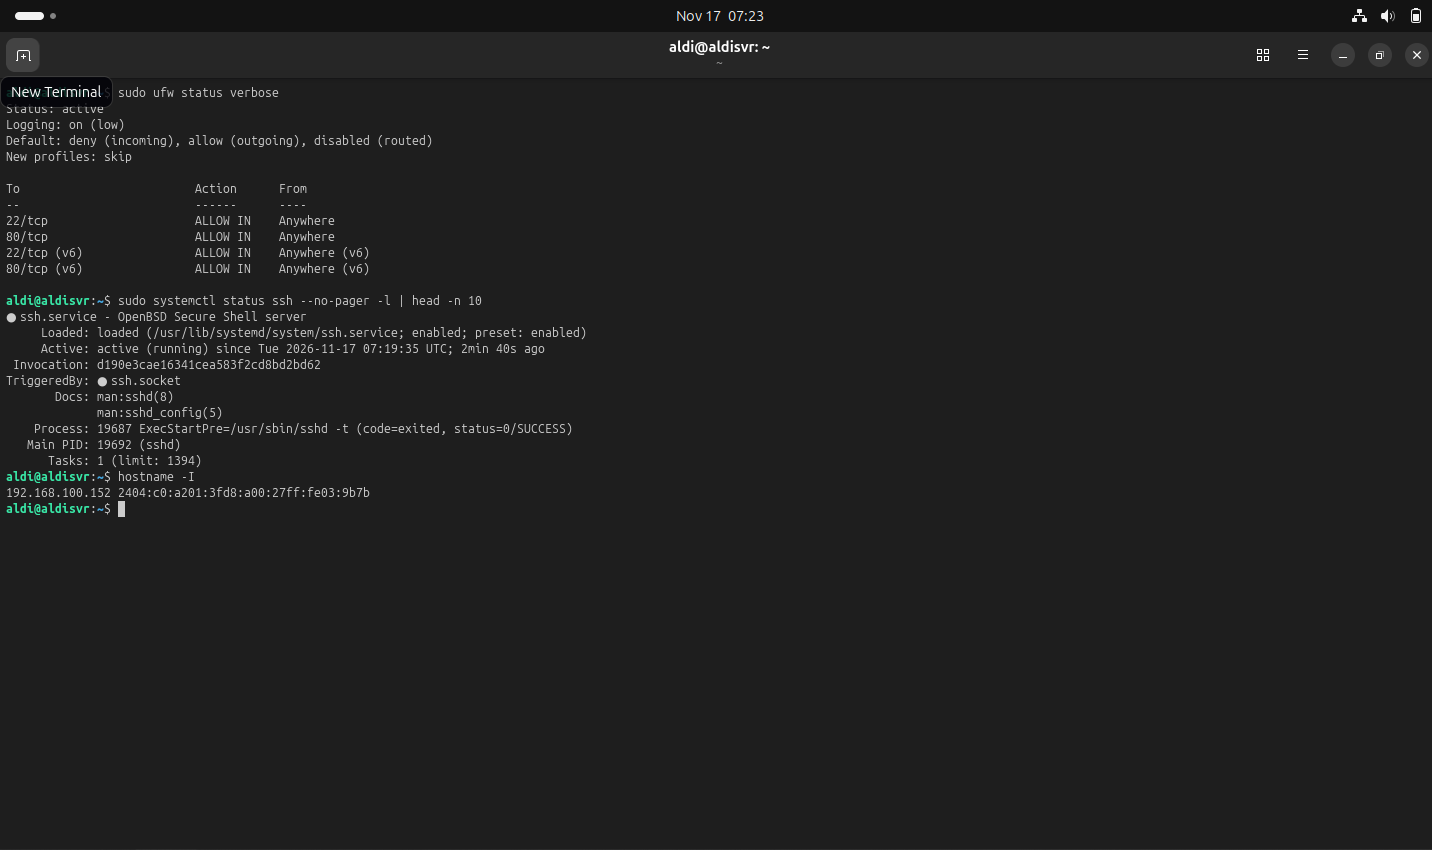 Nov 17 07:23
aldi@aldisvr: ~
~
New Terminal
$ sudo ufw status verbose
Status: active
Logging: on (low)
Default: deny (incoming), allow (outgoing), disabled (routed)
New profiles: skip
To Action From
-- ------ ----
22/tcp ALLOW IN Anywhere
80/tcp ALLOW IN Anywhere
22/tcp (v6) ALLOW IN Anywhere (v6)
80/tcp (v6) ALLOW IN Anywhere (v6)
aldi@aldisvr:~$ sudo systemctl status ssh --no-pager -l | head -n 10
● ssh.service - OpenBSD Secure Shell server
Loaded: loaded (/usr/lib/systemd/system/ssh.service; enabled; preset: enabled)
Active: active (running) since Tue 2026-11-17 07:19:35 UTC; 2min 40s ago
Invocation: d190e3cae16341cea583f2cd8bd2bd62
TriggeredBy: ● ssh.socket
Docs: man:sshd(8)
man:sshd_config(5)
Process: 19687 ExecStartPre=/usr/sbin/sshd -t (code=exited, status=0/SUCCESS)
Main PID: 19692 (sshd)
Tasks: 1 (limit: 1394)
aldi@aldisvr:~$ hostname -I
192.168.100.152 2404:c0:a201:3fd8:a00:27ff:fe03:9b7b
aldi@aldisvr:~$